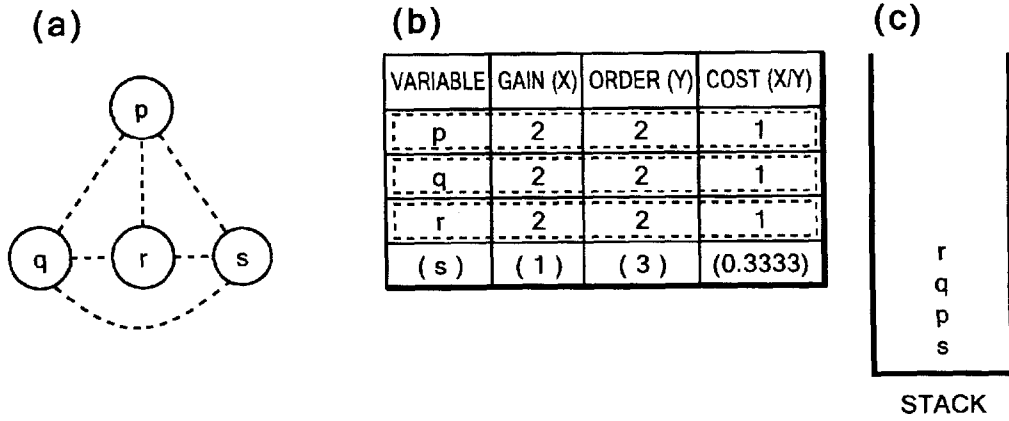 (a)
p
q r s
(b)
VARIABLE GAIN (X) ORDER (Y) COST (X/Y)
p 2 2 1
q 2 2 1
r 2 2 1
(s) (1) (3) (0.3333)
(c)
r
q
p
s
STACK